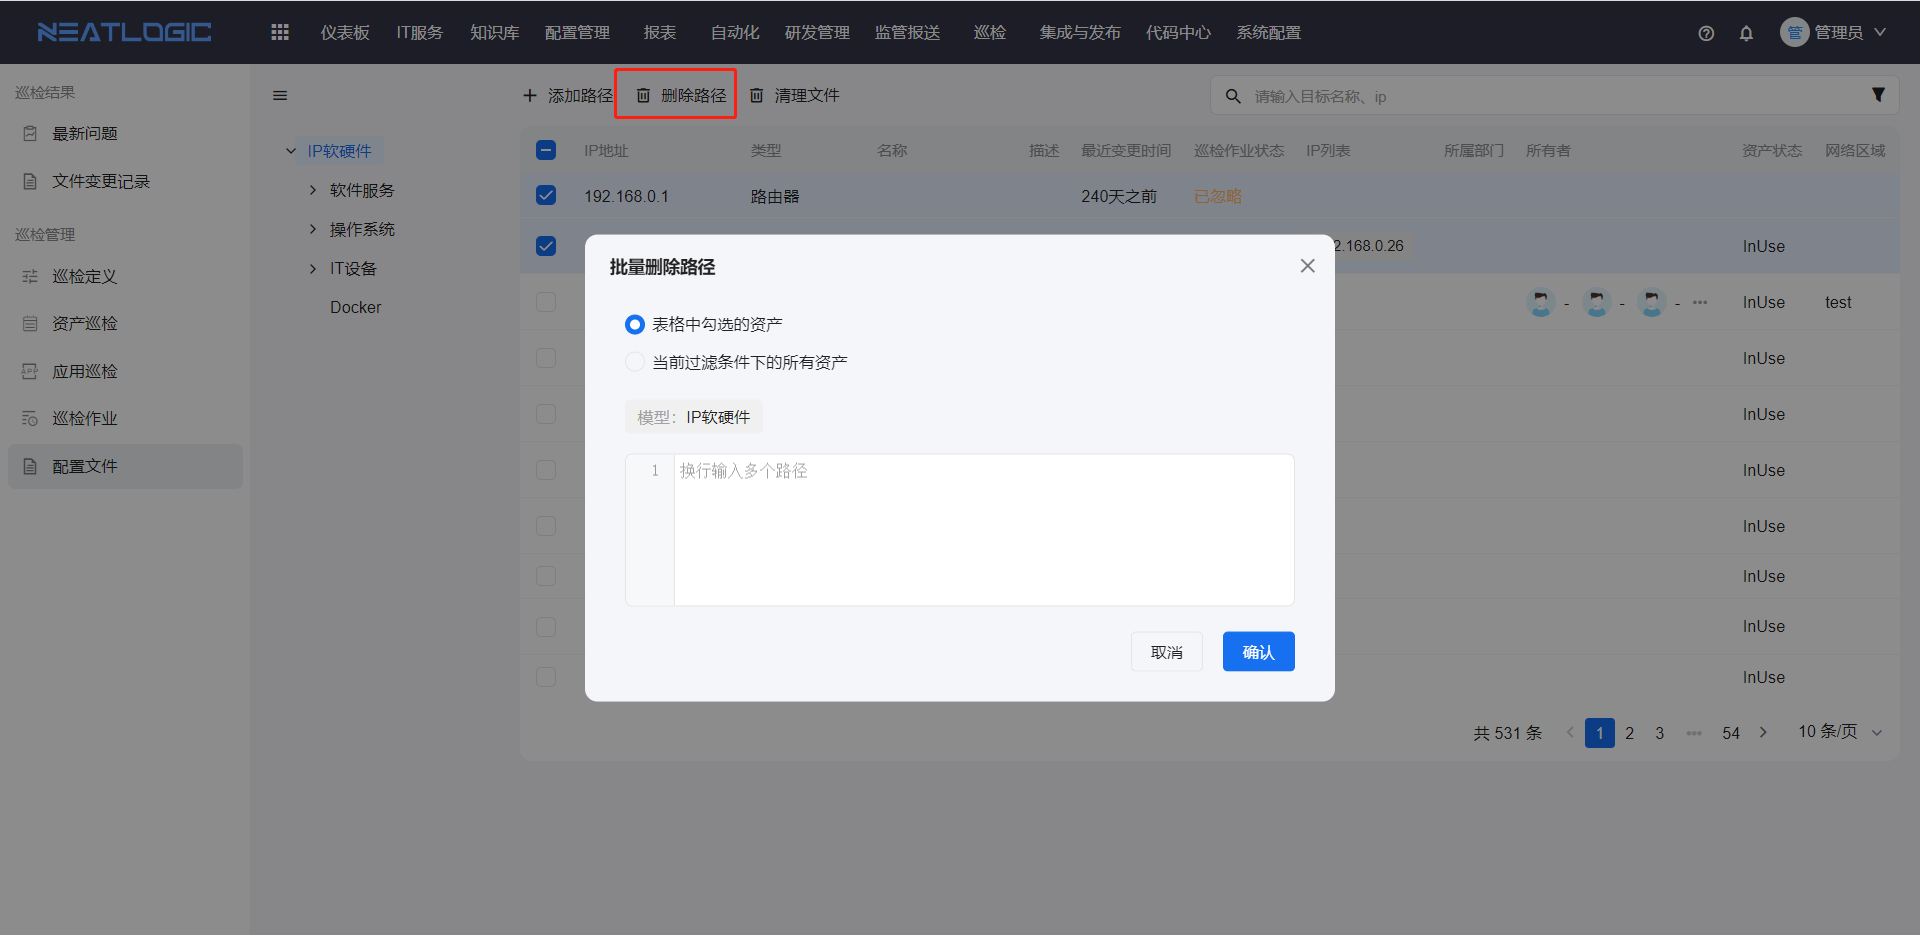 NEATLOGIC
仪表板 IT服务 知识库 配置管理 报表 自动化 研发管理 监管报送 巡检 集成与发布 代码中心 系统配置
管 管理员
巡检结果
最新问题
文件变更记录
巡检管理
巡检定义
资产巡检
应用巡检
巡检作业
配置文件
IP软硬件
软件服务
操作系统
IT设备
Docker
添加路径 删除路径 清理文件
请输入目标名称、ip
IP地址 类型 名称 描述 最近变更时间 巡检作业状态 IP列表 所属部门 所有者 资产状态 网络区域
192.168.0.1 路由器 240天之前 已忽略
2.168.0.26 InUse
- - - ••• InUse test
InUse
InUse
InUse
InUse
InUse
InUse
InUse
批量删除路径
表格中勾选的资产
当前过滤条件下的所有资产
模型: IP软硬件
1 换行输入多个路径
取消 确认
共 531 条 1 2 3 ••• 54 10 条/页